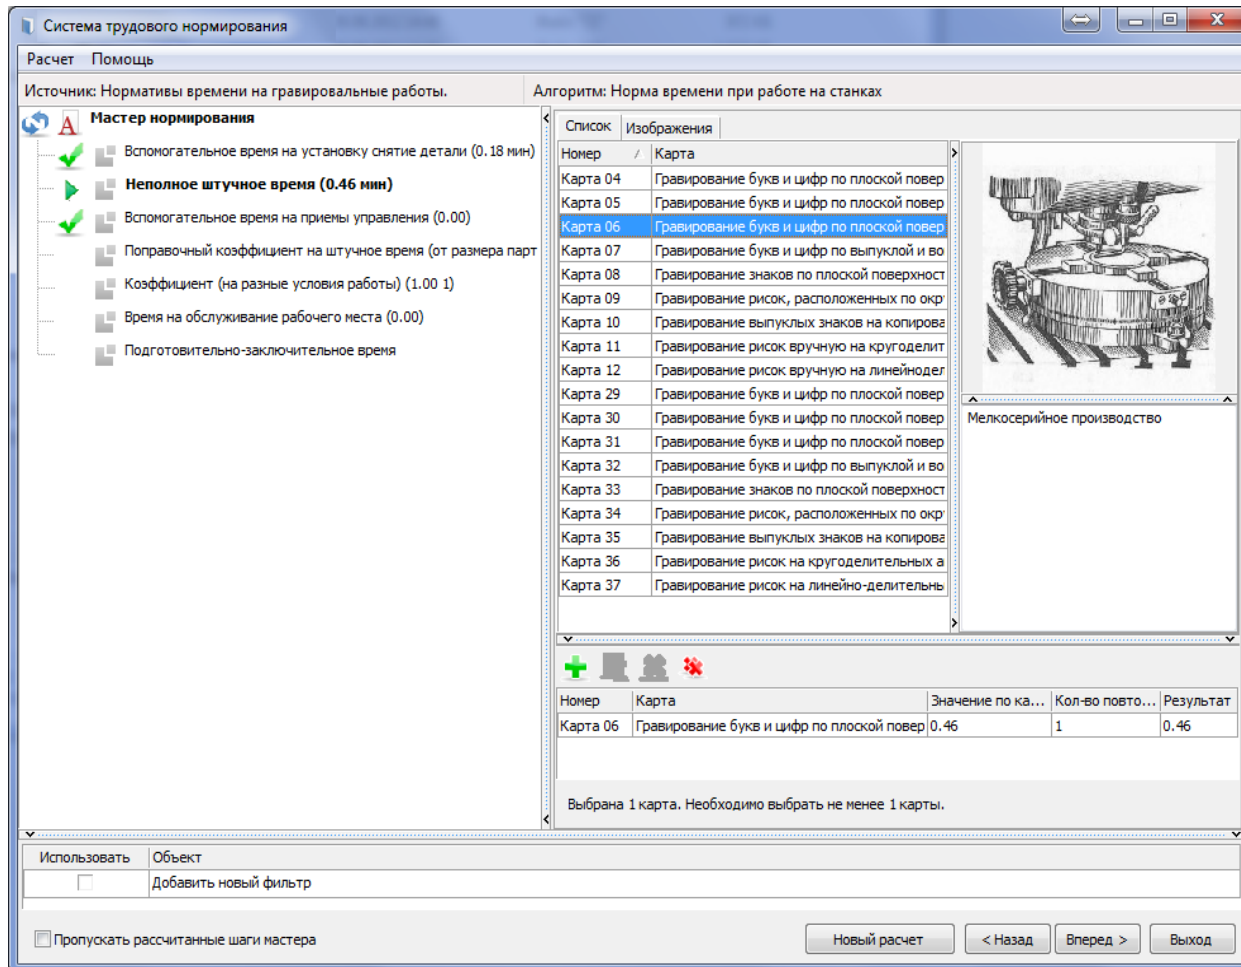 Система трудового нормирования
Расчет Помощь
Источник: Нормативы времени на гравировальные работы. Алгоритм: Норма времени при работе на станках
Мастер нормирования
Вспомогательное время на установку снятие детали (0.18 мин)
Неполное штучное время (0.46 мин)
Вспомогательное время на приемы управления (0.00)
Поправочный коэффициент на штучное время (от размера парт
Коэффициент (на разные условия работы) (1.00 1)
Время на обслуживание рабочего места (0.00)
Подготовительно-заключительное время
Список Изображения
Номер Карта
Карта 04 Гравирование букв и цифр по плоской повер
Карта 05 Гравирование букв и цифр по плоской повер
Карта 06 Гравирование букв и цифр по плоской повер
Карта 07 Гравирование букв и цифр по выпуклой и во
Карта 08 Гравирование знаков по плоской поверхност
Карта 09 Гравирование рисок, расположенных по окр
Карта 10 Гравирование выпуклых знаков на копирова
Карта 11 Гравирование рисок вручную на кругоделит
Карта 12 Гравирование рисок вручную на линейнодел
Карта 29 Гравирование букв и цифр по плоской повер
Карта 30 Гравирование букв и цифр по плоской повер
Карта 31 Гравирование букв и цифр по плоской повер
Карта 32 Гравирование букв и цифр по выпуклой и во
Карта 33 Гравирование знаков по плоской поверхност
Карта 34 Гравирование рисок, расположенных по окр
Карта 35 Гравирование выпуклых знаков на копирова
Карта 36 Гравирование рисок на кругоделительных а
Карта 37 Гравирование рисок на линейно-делительны
Мелкосерийное производство
Номер Карта Значение по ка... Кол-во повто... Результат
Карта 06 Гравирование букв и цифр по плоской повер 0.46 1 0.46
Выбрана 1 карта. Необходимо выбрать не менее 1 карты.
Использовать Объект
Добавить новый фильтр
Пропускать рассчитанные шаги мастера
Новый расчет < Назад Вперед > Выход